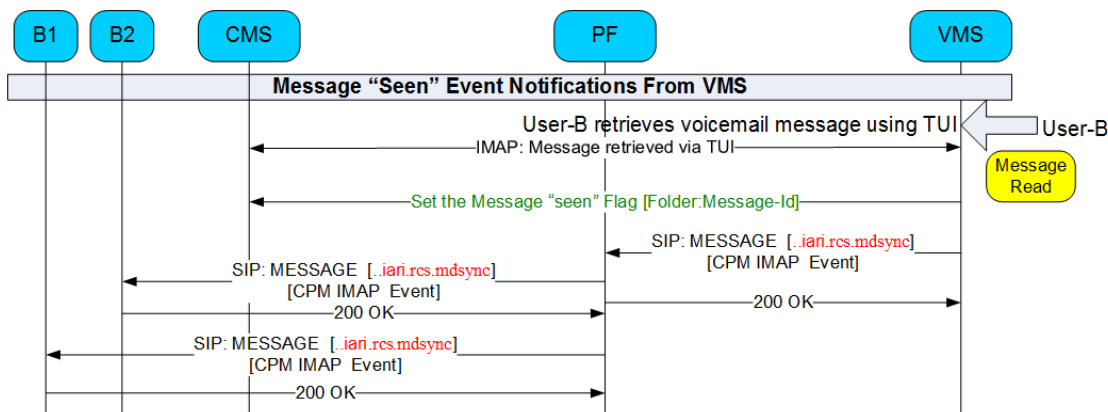 B1 B2 CMS PF VMS
Message “Seen” Event Notifications From VMS
User-B retrieves voicemail message using TUI
User-B
IMAP: Message retrieved via TUI
Message
Read
Set the Message “seen” Flag [Folder:Message-Id]
SIP: MESSAGE [..iari.rcs.mdsync]
[CPM IMAP Event]
SIP: MESSAGE [..iari.rcs.mdsync]
[CPM IMAP Event]
200 OK
200 OK
SIP: MESSAGE [..iari.rcs.mdsync]
[CPM IMAP Event]
200 OK